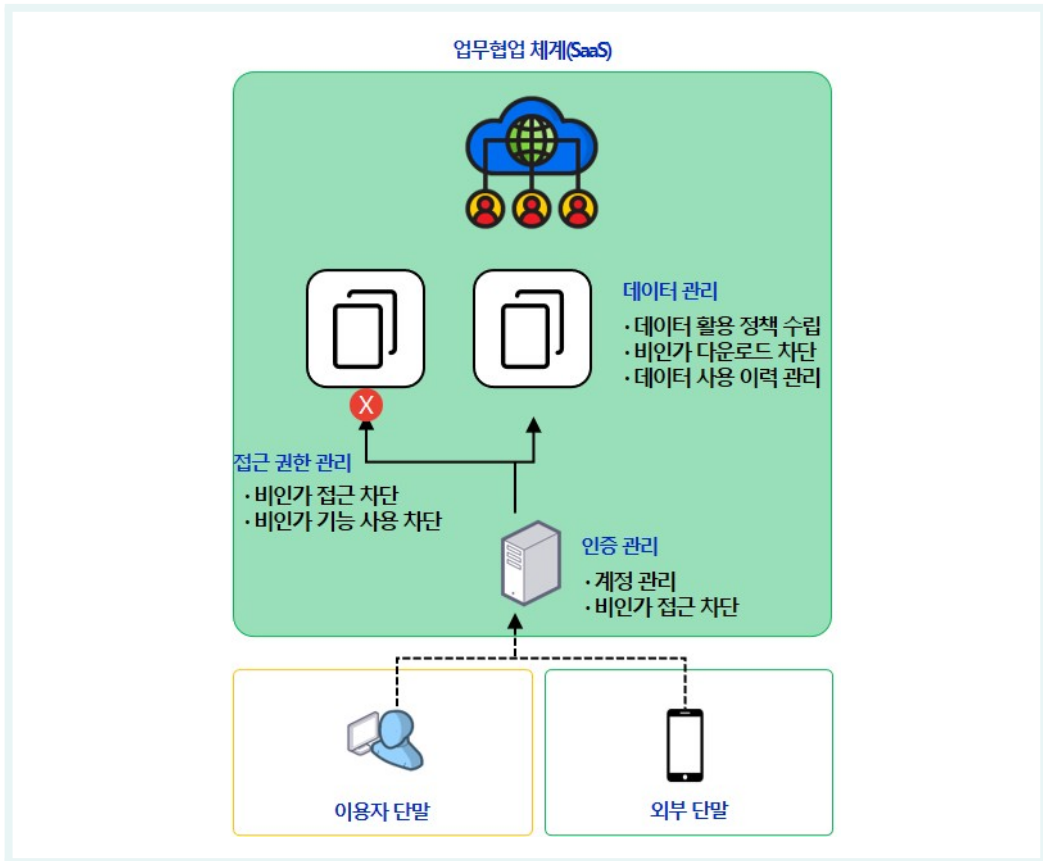 업무협업 체계(SaaS)
데이터 관리
· 데이터 활용 정책 수립
· 비인가 다운로드 차단
· 데이터 사용 이력 관리
X
접근 권한 관리
· 비인가 접근 차단
· 비인가 기능 사용 차단
인증 관리
· 계정 관리
· 비인가 접근 차단
이용자 단말
외부 단말